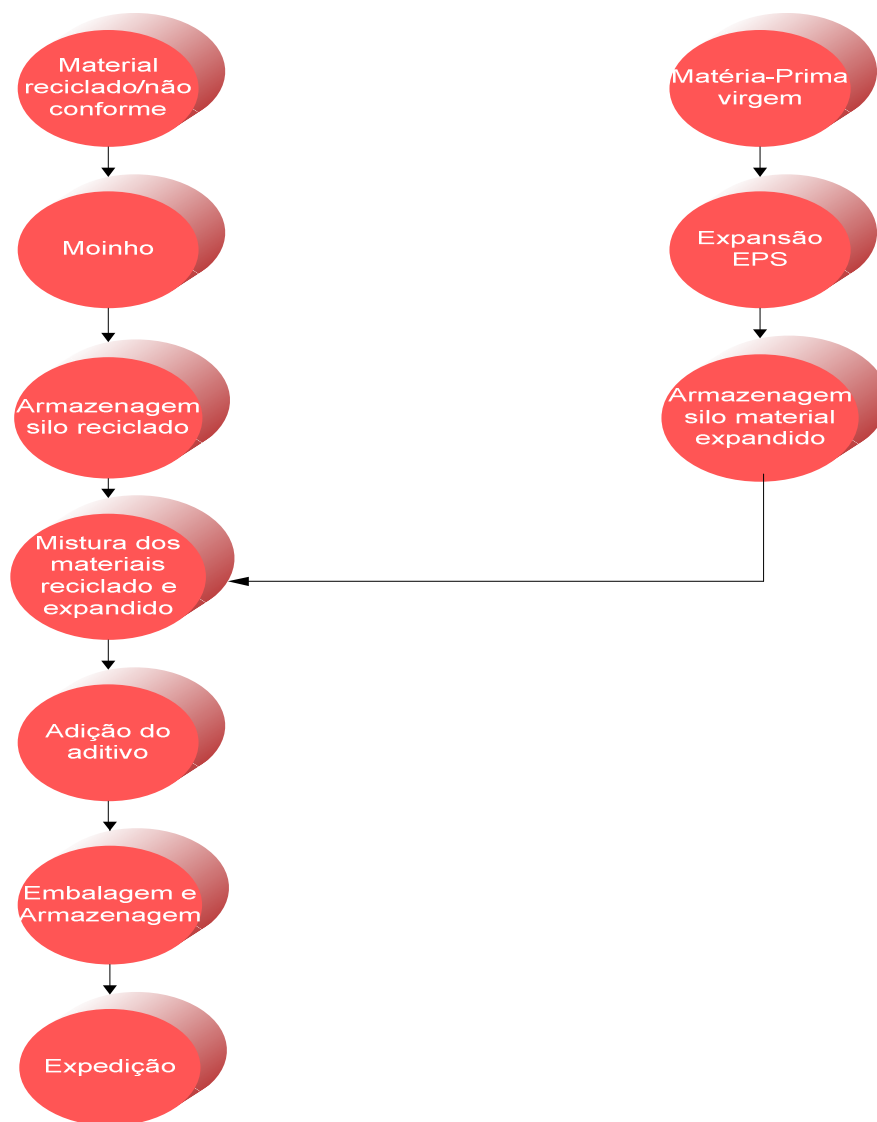 Material
reciclado/não
conforme
Matéria-Prima
virgem
Moinho
Expansão
EPS
Armazenagem
silo reciclado
Armazenagem
silo material
expandido
Mistura dos
materiais
reciclado e
expandido
Adição do
aditivo
Embalagem e
Armazenagem
Expedição